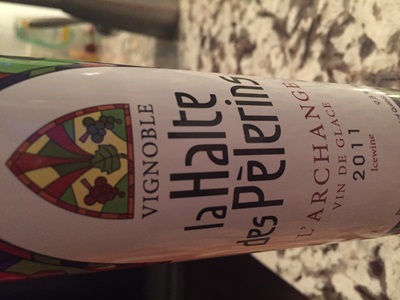 VIGNOBLE
la Halte
des Pèlerins
L'ARCHANGE
VIN DE GLACE
2011
Icewine